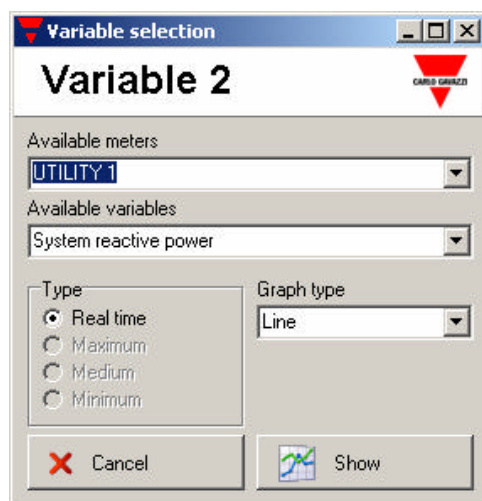 Variable selection
Variable 2
CARLO GAVAZZI
Available meters
UTILITY 1
Available variables
System reactive power
Type
Real time
Maximum
Medium
Minimum
Graph type
Line
Cancel
Show